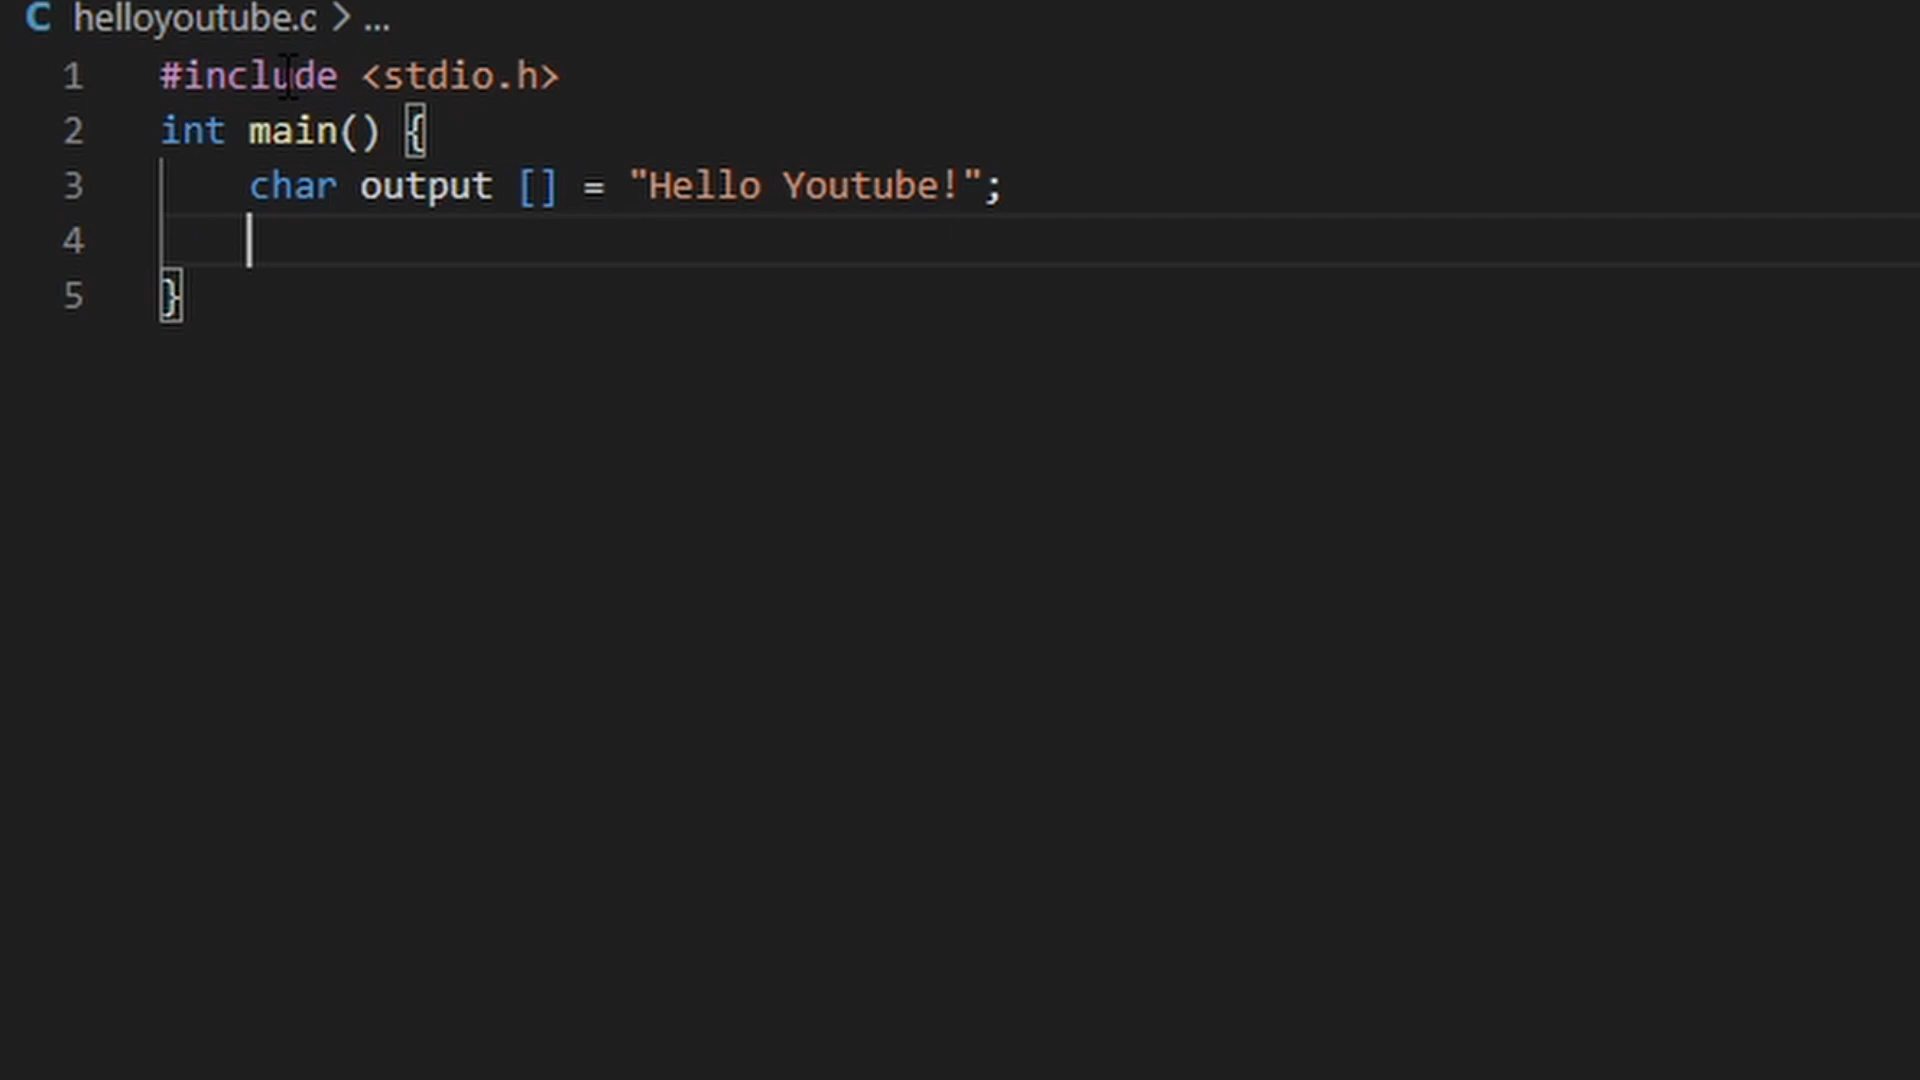 C helloyoutube.c > ...
1 #include <stdio.h>
2 int main() {
3     char output [] = "Hello Youtube!";
4
5 }